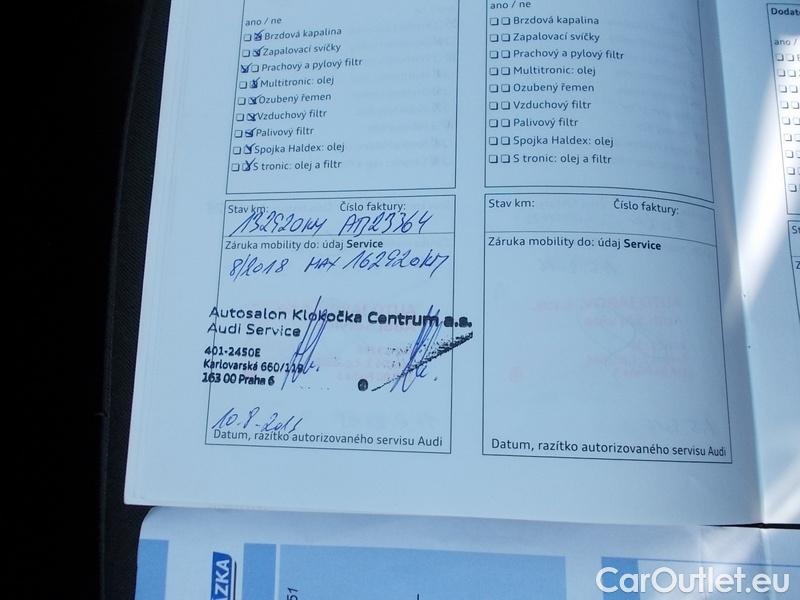 ano / ne
Brzdová kapalina
Zapalovací svíčky
Prachový a pylový filtr
Multitronic: olej
Ozubený řemen
Vzduchový filtr
Palivový filtr
Spojka Haldex: olej
S tronic: olej a filtr
Stav km:
Číslo faktury:
132920KM
Záruka mobility do: údaj Service
8/2018 MAX 162920KM
Autosalon Klokočka Centrum a.s.
Audi Service
401-2450E
Karlovarská 660/
163 00 Praha 6
Datum, razítko autorizovaného servisu Audi
ano / ne
Brzdová kapalina
Zapalovací svíčky
Prachový a pylový filtr
Multitronic: olej
Ozubený řemen
Vzduchový filtr
Palivový filtr
Spojka Haldex: olej
S tronic: olej a filtr
Stav km:
Číslo faktury:
Záruka mobility do: údaj Service
Datum, razítko autorizovaného servisu Audi
Dodat
ano /
Záru
Datu
ÁZKA
51
CarOutlet.eu